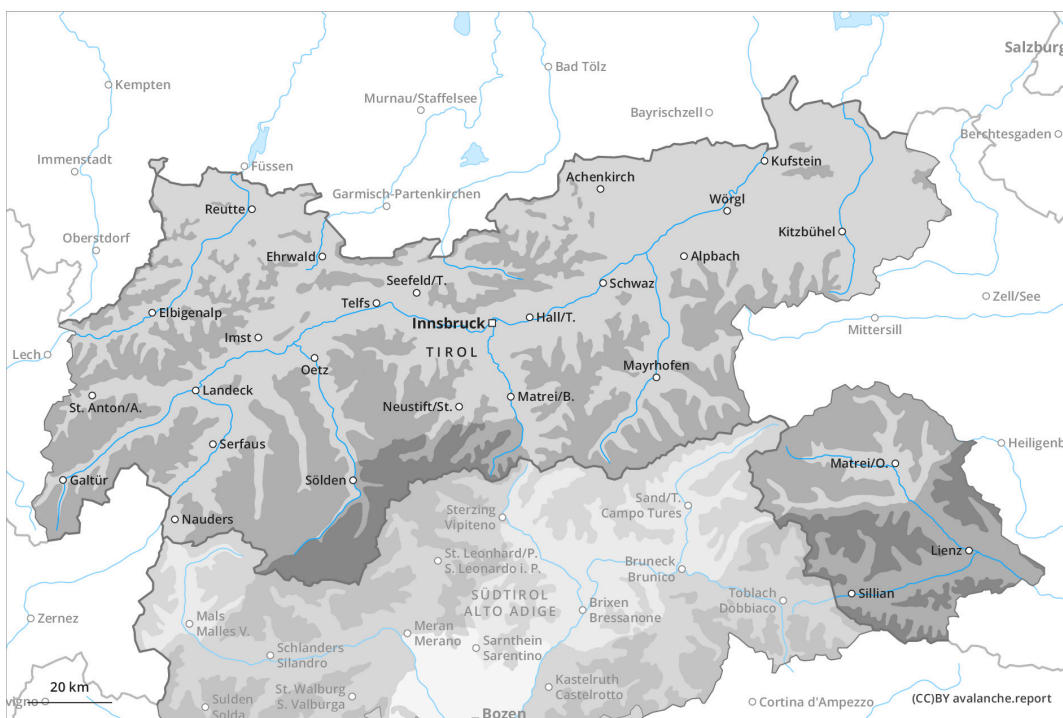 Salzburg
Kempten
Bad Tölz
Murnau/Staffelsee
Bayrischzell
Berchtesgaden
Immenstadt
Füssen
Kufstein
Achenkirch
Garmisch-Partenkirchen
Reutte
Wörgl
Oberstdorf
Kitzbühel
Ehrwald
Alpbach
Seefeld/T.
Schwaz
Zell/See
Telfs
Elbigenalp
Hall/T.
Innsbruck
Mittersill
Imst
Lech
TIROL
Oetz
Mayrhofen
Landeck
St. Anton/A.
Neustift/St.
Matrei/B.
Serfaus
Heiligenb
Matrei/O.
Galtür
Sölden
Sand/T.
Campo Tures
Sterzing
Vipiteno
Nauders
St. Leonhard/P.
S. Leonardo i. P.
Lienz
Bruneck
Brunico
SÜDTIROL
ALTO ADIGE
Sillian
Toblach
Dobbiaco
Brixen
Bressanone
Zernez
Mals
Malles V.
Meran
Merano
Sarnthein
Sarentino
Schlanders
Silandro
Kastelruth
Castelrotto
20 km
St. Walburg
S. Valburga
Sulden
Solda
vigno
Cortina d'Ampezzo
(CC)BY avalanche.report
Bozen